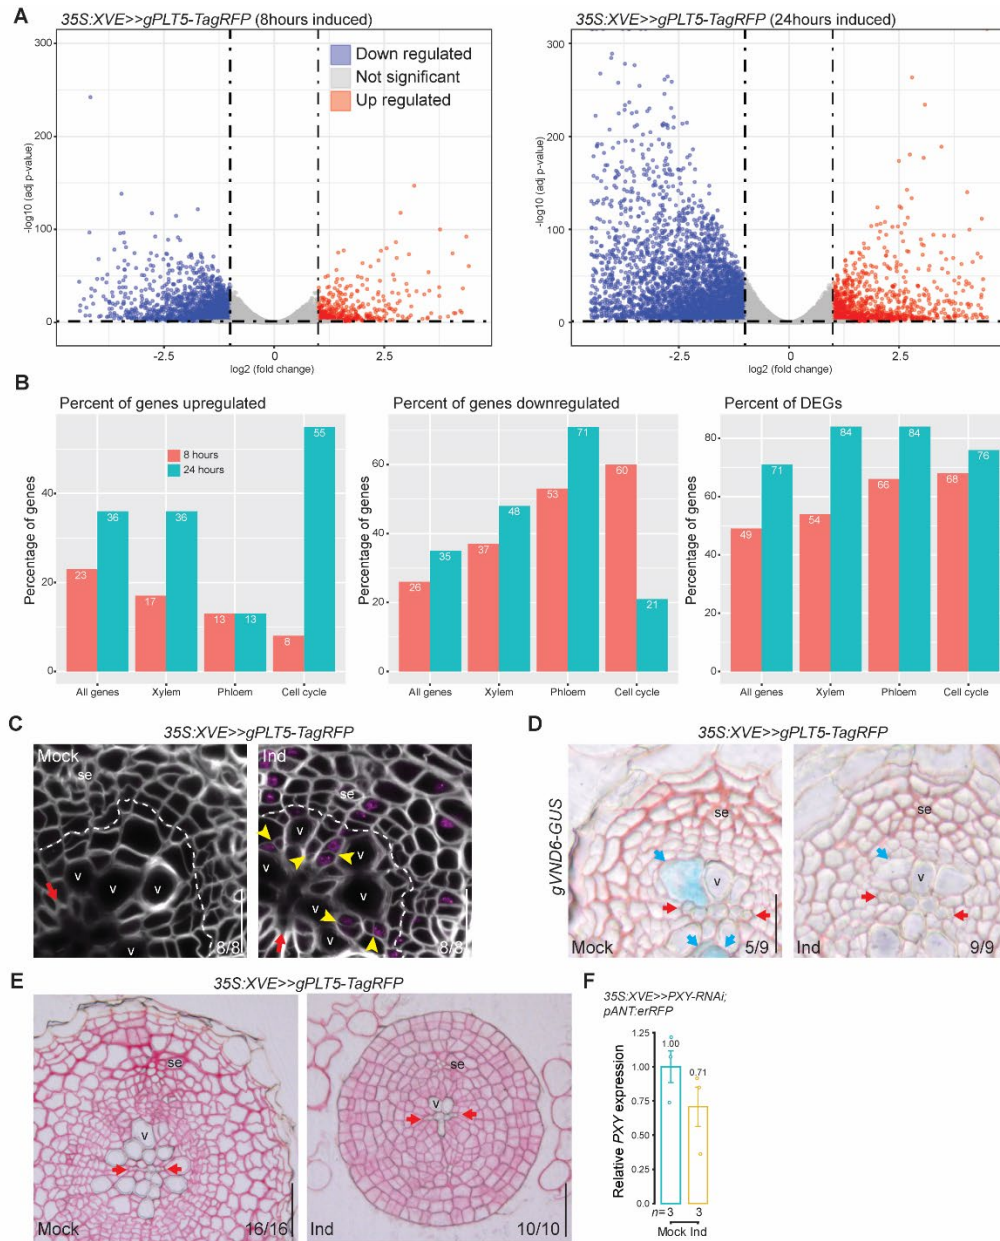 A
35S:XVE>>gPLT5-TagRFP (8hours induced)
35S:XVE>>gPLT5-TagRFP (24hours induced)
300
200
100
0
-log10 (adj p-value)
Down regulated
Not significant
Up regulated
-2.5
0
2.5
log2 (fold change)
300
200
100
0
-log10 (adj p-value)
-2.5
0
2.5
log2 (fold change)
B
Percent of genes upregulated
Percentage of genes
40
20
0
8 hours
24 hours
23
36
17
36
13
13
8
55
All genes
Xylem
Phloem
Cell cycle
Percent of genes downregulated
Percentage of genes
60
40
20
0
26
35
37
48
53
71
60
21
All genes
Xylem
Phloem
Cell cycle
Percent of DEGs
Percentage of genes
80
60
40
20
0
49
71
54
84
66
84
68
76
All genes
Xylem
Phloem
Cell cycle
C
35S:XVE>>gPLT5-TagRFP
Mock
se
v
v
v
v
8/8
Ind
se
v
v
v
v
v
8/8
D
35S:XVE>>gPLT5-TagRFP
gVND6-GUS
se
v
Mock
5/9
se
v
Ind
9/9
E
35S:XVE>>gPLT5-TagRFP
se
v
Mock
16/16
se
v
Ind
10/10
F
35S:XVE>>PXY-RNAi;
pANT:erRFP
Relative PXY expression
1.25
1.00
0.75
0.50
0.25
0.0
1.00
0.71
n=3
3
Mock Ind